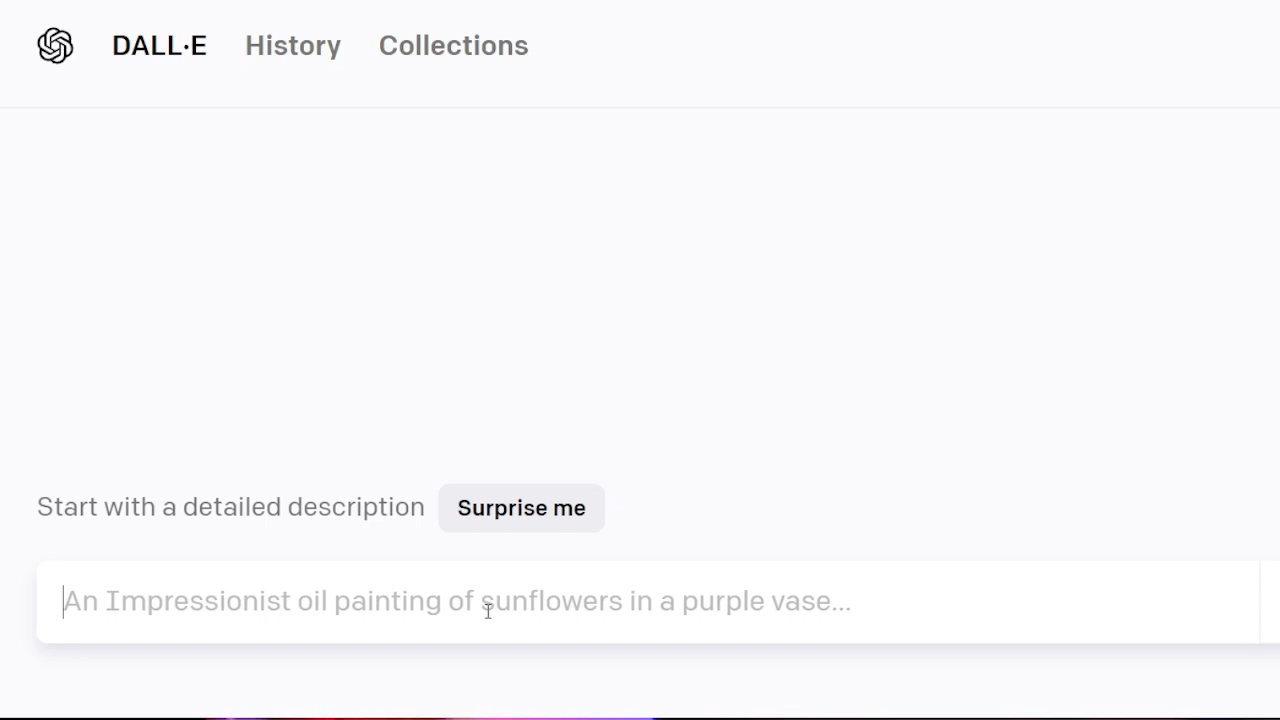 DALL·E History Collections
Start with a detailed description Surprise me
An Impressionist oil painting of sunflowers in a purple vase...